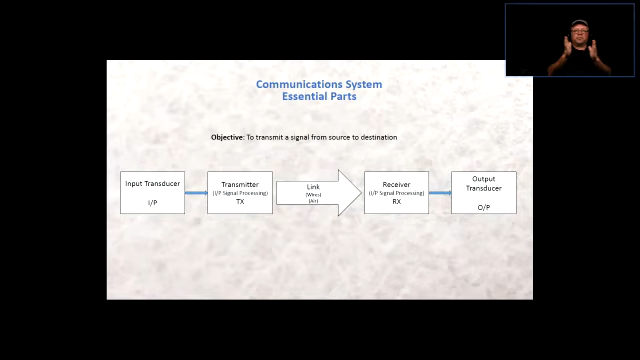 Communications System
Essential Parts
Objective: To transmit a signal from source to destination
Input Transducer
I/P
Transmitter
(I/P Signal Processing)
TX
Link
(Wires)
(Air)
Receiver
(I/P Signal Processing)
RX
Output
Transducer
O/P